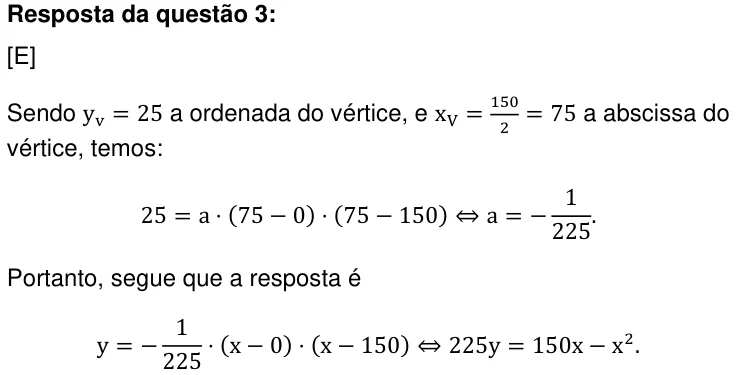 Resposta da questão 3:
[E]
Sendo y_v = 25 a ordenada do vértice, e x_V = 150/2 = 75 a abscissa do
vértice, temos:
25 = a · (75 − 0) · (75 − 150) ⇔ a = − 1/225.
Portanto, segue que a resposta é
y = − 1/225 · (x − 0) · (x − 150) ⇔ 225y = 150x − x².